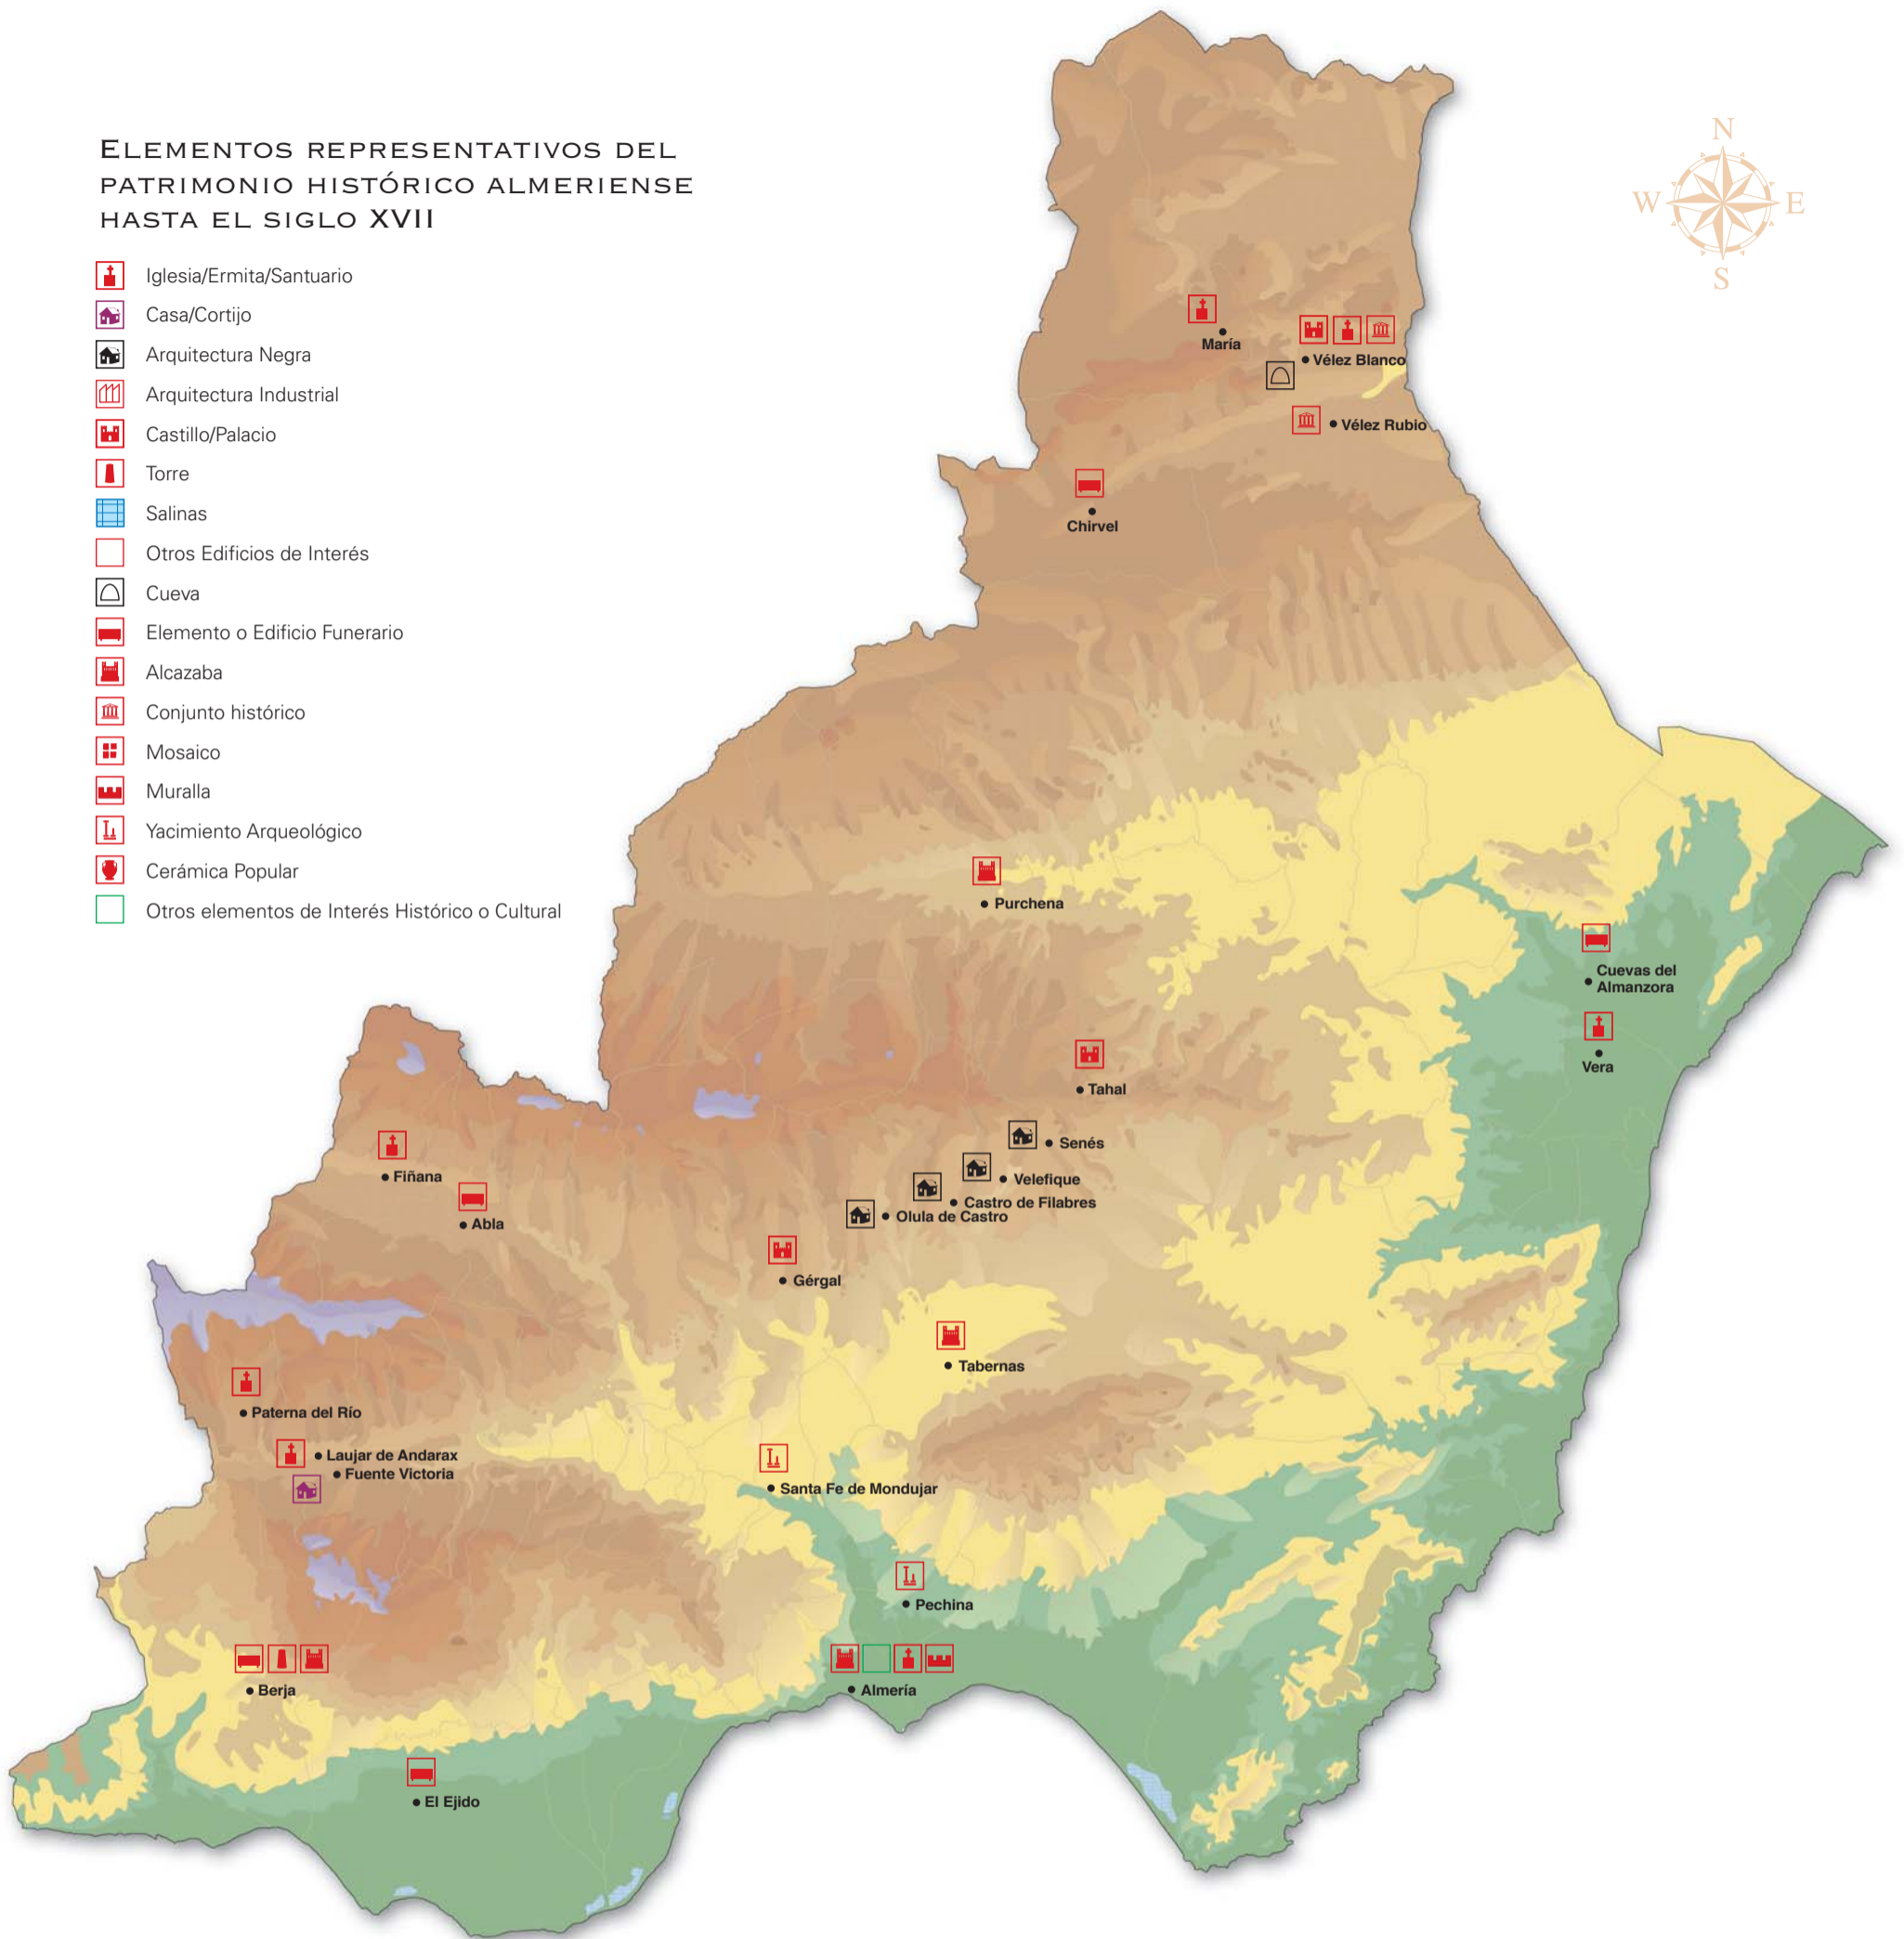 ELEMENTOS REPRESENTATIVOS DEL
PATRIMONIO HISTÓRICO ALMERIENSE
HASTA EL SIGLO XVII
Iglesia/Ermita/Santuario
Casa/Cortijo
Arquitectura Negra
Arquitectura Industrial
Castillo/Palacio
Torre
Salinas
Otros Edificios de Interés
Cueva
Elemento o Edificio Funerario
Alcazaba
Conjunto histórico
Mosaico
Muralla
Yacimiento Arqueológico
Cerámica Popular
Otros elementos de Interés Histórico o Cultural
N
W
E
S
María
Vélez Blanco
Vélez Rubio
Chirvel
Purchena
Cuevas del
Almanzora
Vera
Tahal
Senés
Velefique
Castro de Filabres
Olula de Castro
Fiñana
Abla
Gérgal
Tabernas
Paterna del Río
Laujar de Andarax
Fuente Victoria
Santa Fe de Mondujar
Pechina
Berja
Almería
El Ejido